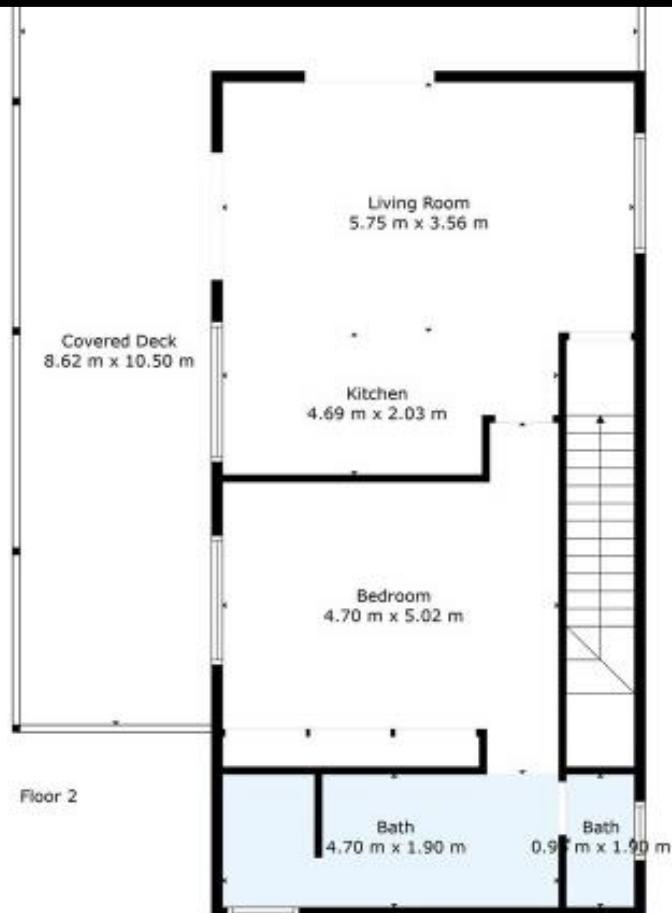 Living Room
5.75 m x 3.56 m
Covered Deck
8.62 m x 10.50 m
Kitchen
4.69 m x 2.03 m
Bedroom
4.70 m x 5.02 m
Floor 2
Bath
4.70 m x 1.90 m
Bath
m x 1.90 m